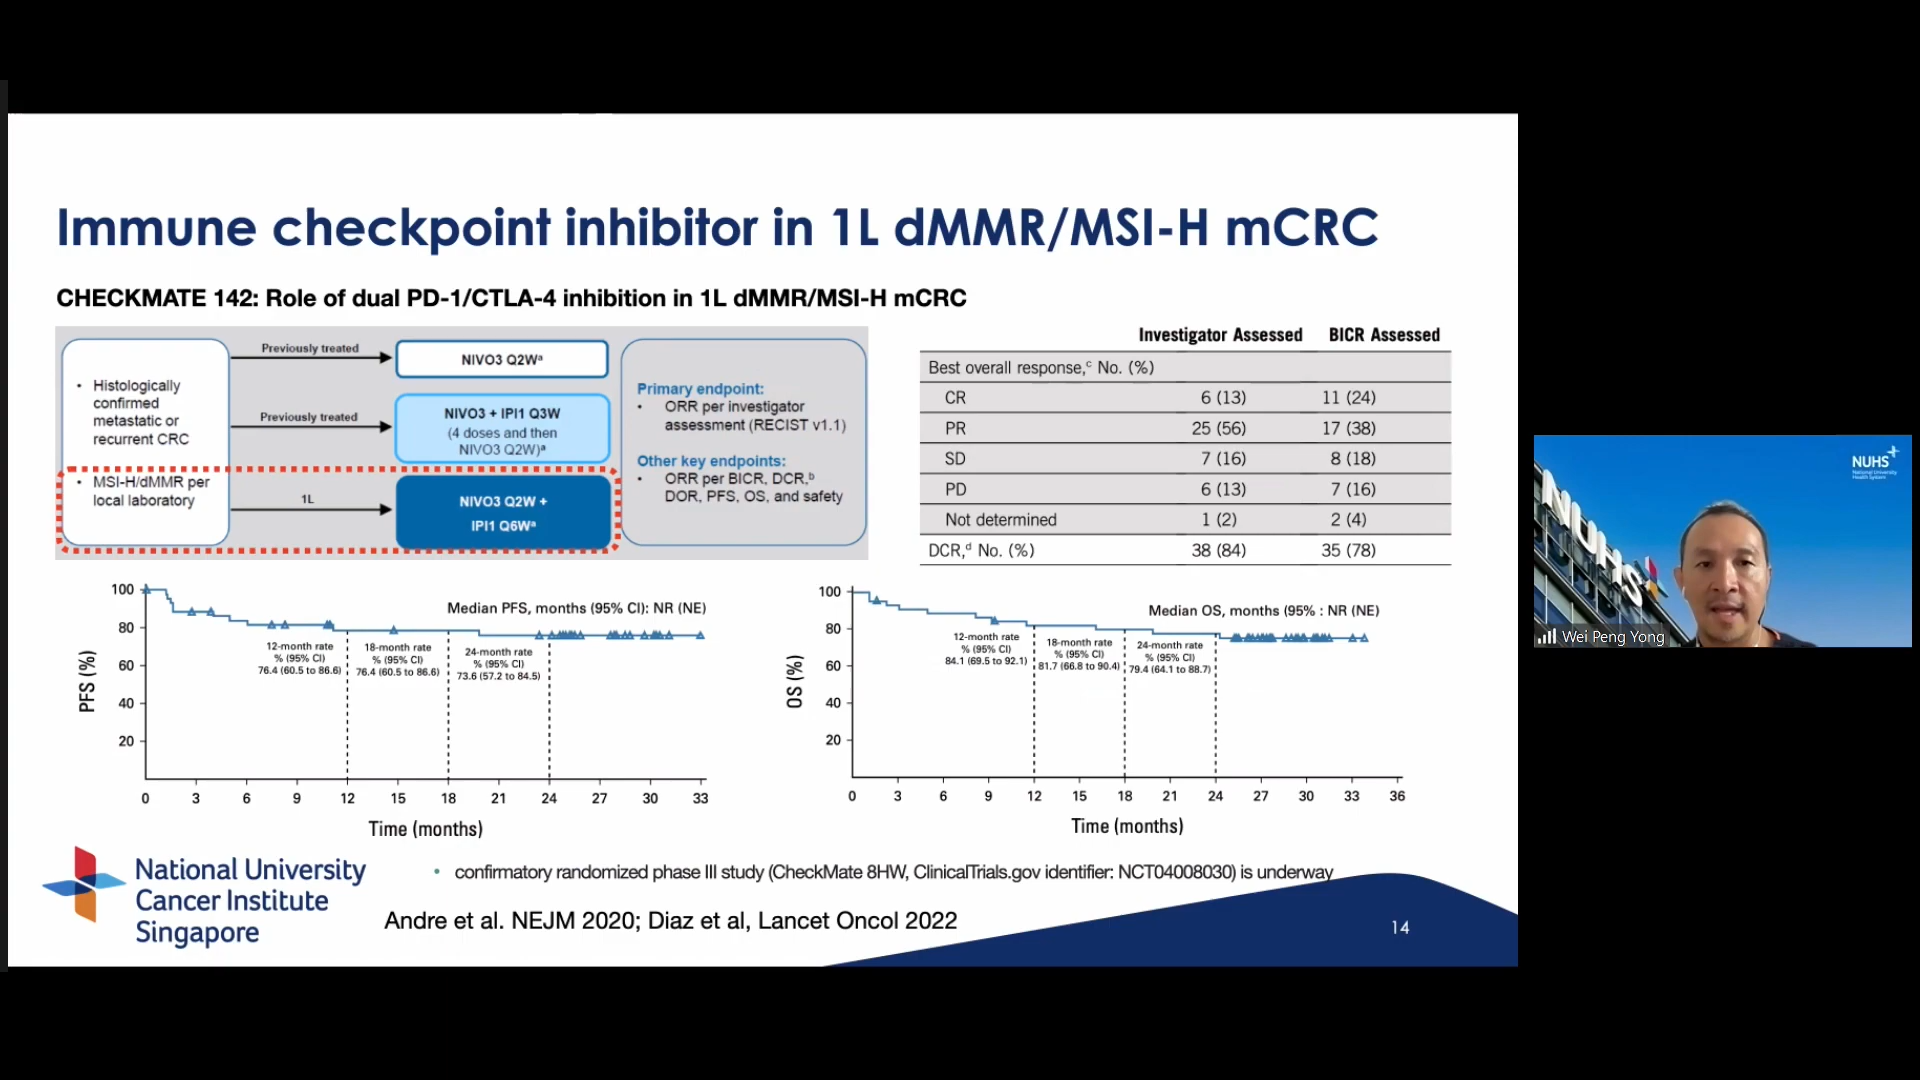 Immune checkpoint inhibitor in 1L dMMR/MSI-H mCRC
CHECKMATE 142: Role of dual PD-1/CTLA-4 inhibition in 1L dMMR/MSI-H mCRC
• Histologically
confirmed
metastatic or
recurrent CRC
• MSI-H/dMMR per
local laboratory
Previously treated
NIVO3 Q2Wᵃ
Previously treated
NIVO3 + IPI1 Q3W
(4 doses and then
NIVO3 Q2W)ᵃ
1L
NIVO3 Q2W +
IPI1 Q6Wᵃ
Primary endpoint:
• ORR per investigator
assessment (RECIST v1.1)
Other key endpoints:
• ORR per BICR, DCR,ᵇ
DOR, PFS, OS, and safety
Investigator Assessed BICR Assessed
Best overall response,ᶜ No. (%)
CR 6 (13) 11 (24)
PR 25 (56) 17 (38)
SD 7 (16) 8 (18)
PD 6 (13) 7 (16)
Not determined 1 (2) 2 (4)
DCR,ᵈ No. (%) 38 (84) 35 (78)
PFS (%)
100
80
60
40
20
Median PFS, months (95% CI): NR (NE)
12-month rate
% (95% CI)
76.4 (60.5 to 86.6)
18-month rate
% (95% CI)
76.4 (60.5 to 86.6)
24-month rate
% (95% CI)
73.6 (57.2 to 84.5)
0 3 6 9 12 15 18 21 24 27 30 33
Time (months)
OS (%)
100
80
60
40
20
Median OS, months (95% : NR (NE)
12-month rate
% (95% CI)
84.1 (69.5 to 92.1)
18-month rate
% (95% CI)
81.7 (66.8 to 90.4)
24-month rate
% (95% CI)
79.4 (64.1 to 88.7)
0 3 6 9 12 15 18 21 24 27 30 33 36
Time (months)
National University
Cancer Institute
Singapore
• confirmatory randomized phase III study (CheckMate 8HW, ClinicalTrials.gov identifier: NCT04008030) is underway
Andre et al. NEJM 2020; Diaz et al, Lancet Oncol 2022
14
NUHS
National University
Health System
NUHS
Wei Peng Yong